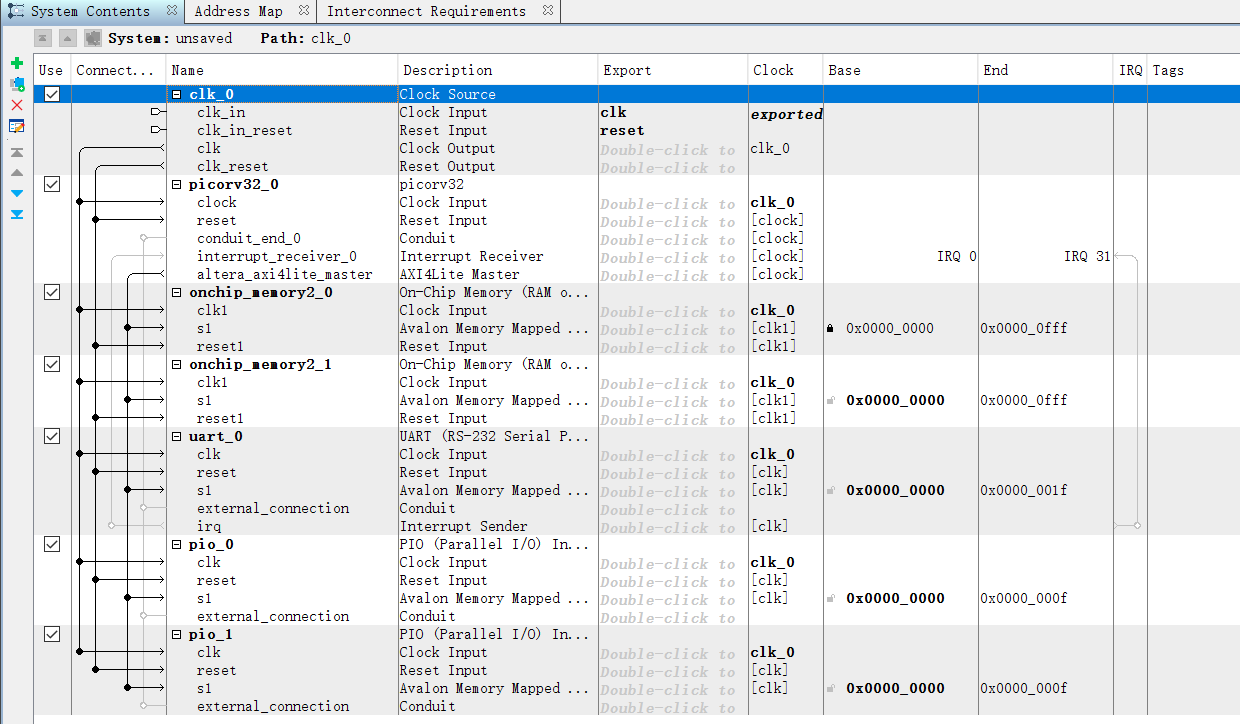 System Contents Address Map Interconnect Requirements
System: unsaved Path: clk_0
Use Connect... Name Description Export Clock Base End IRQ Tags
clk_0 Clock Source
clk_in Clock Input clk exported
clk_in_reset Reset Input reset
clk Clock Output Double-click to clk_0
clk_reset Reset Output Double-click to
picorv32_0 picorv32
clock Clock Input Double-click to clk_0
reset Reset Input Double-click to [clock]
conduit_end_0 Conduit Double-click to [clock]
interrupt_receiver_0 Interrupt Receiver Double-click to [clock] IRQ 0 IRQ 31
altera_axi4lite_master AXI4Lite Master Double-click to [clock]
onchip_memory2_0 On-Chip Memory (RAM o...
clk1 Clock Input Double-click to clk_0
s1 Avalon Memory Mapped ... Double-click to [clk1] 0x0000_0000 0x0000_0fff
reset1 Reset Input Double-click to [clk1]
onchip_memory2_1 On-Chip Memory (RAM o...
clk1 Clock Input Double-click to clk_0
s1 Avalon Memory Mapped ... Double-click to [clk1] 0x0000_0000 0x0000_0fff
reset1 Reset Input Double-click to [clk1]
uart_0 UART (RS-232 Serial P...
clk Clock Input Double-click to clk_0
reset Reset Input Double-click to [clk]
s1 Avalon Memory Mapped ... Double-click to [clk] 0x0000_0000 0x0000_001f
external_connection Conduit Double-click to
irq Interrupt Sender Double-click to [clk]
pio_0 PIO (Parallel I/O) In...
clk Clock Input Double-click to clk_0
reset Reset Input Double-click to [clk]
s1 Avalon Memory Mapped ... Double-click to [clk] 0x0000_0000 0x0000_000f
external_connection Conduit Double-click to
pio_1 PIO (Parallel I/O) In...
clk Clock Input Double-click to clk_0
reset Reset Input Double-click to [clk]
s1 Avalon Memory Mapped ... Double-click to [clk] 0x0000_0000 0x0000_000f
external_connection Conduit Double-click to